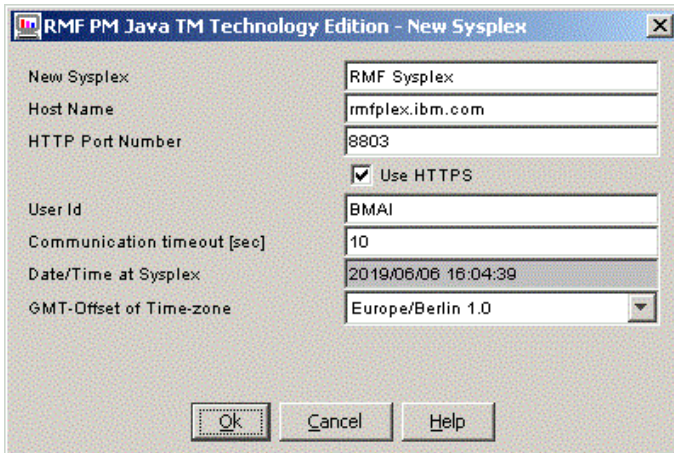 RMF PM Java TM Technology Edition - New Sysplex
New Sysplex RMF Sysplex
Host Name rmfplex.ibm.com
HTTP Port Number 8803
Use HTTPS
User Id BMAI
Communication timeout [sec] 10
Date/Time at Sysplex 2019/06/06 16:04:39
GMT-Offset of Time-zone Europe/Berlin 1.0
Ok Cancel Help